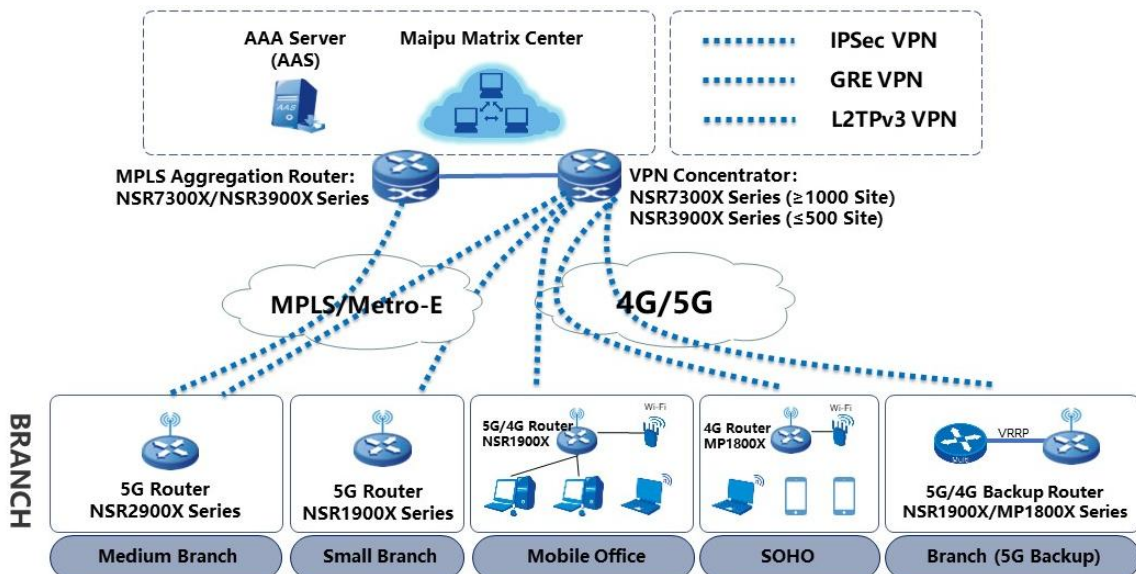 AAA Server
(AAS)
AAS
Maipu Matrix Center
IPSec VPN
GRE VPN
L2TPv3 VPN
MPLS Aggregation Router:
NSR7300X/NSR3900X Series
VPN Concentrator:
NSR7300X Series (≥1000 Site)
NSR3900X Series (≤500 Site)
MPLS/Metro-E
4G/5G
BRANCH
5G Router
NSR2900X Series
Medium Branch
5G Router
NSR1900X Series
Small Branch
5G/4G Router
NSR1900X
Wi-Fi
Mobile Office
4G Router
MP1800X
Wi-Fi
SOHO
VRRP
5G/4G Backup Router
NSR1900X/MP1800X Series
Branch (5G Backup)